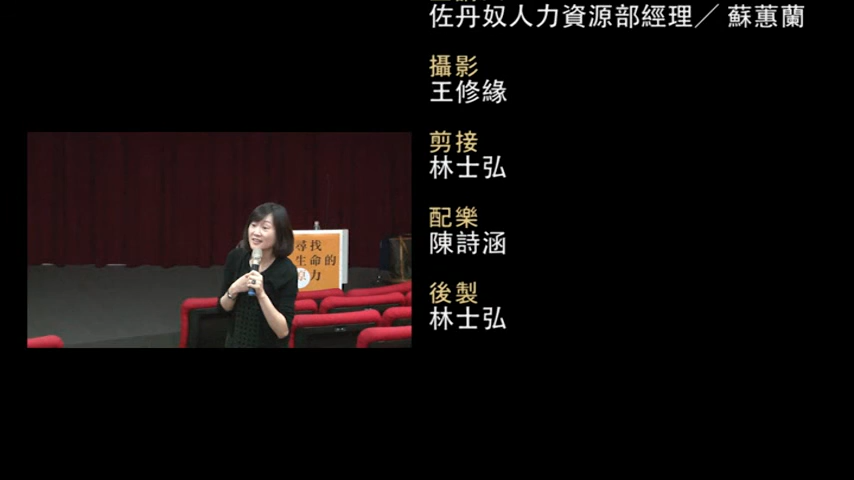 佐丹奴人力資源部經理／ 蘇蕙蘭
攝影
王修緣
剪接
林士弘
配樂
陳詩涵
後製
林士弘
尋找
生命的
力